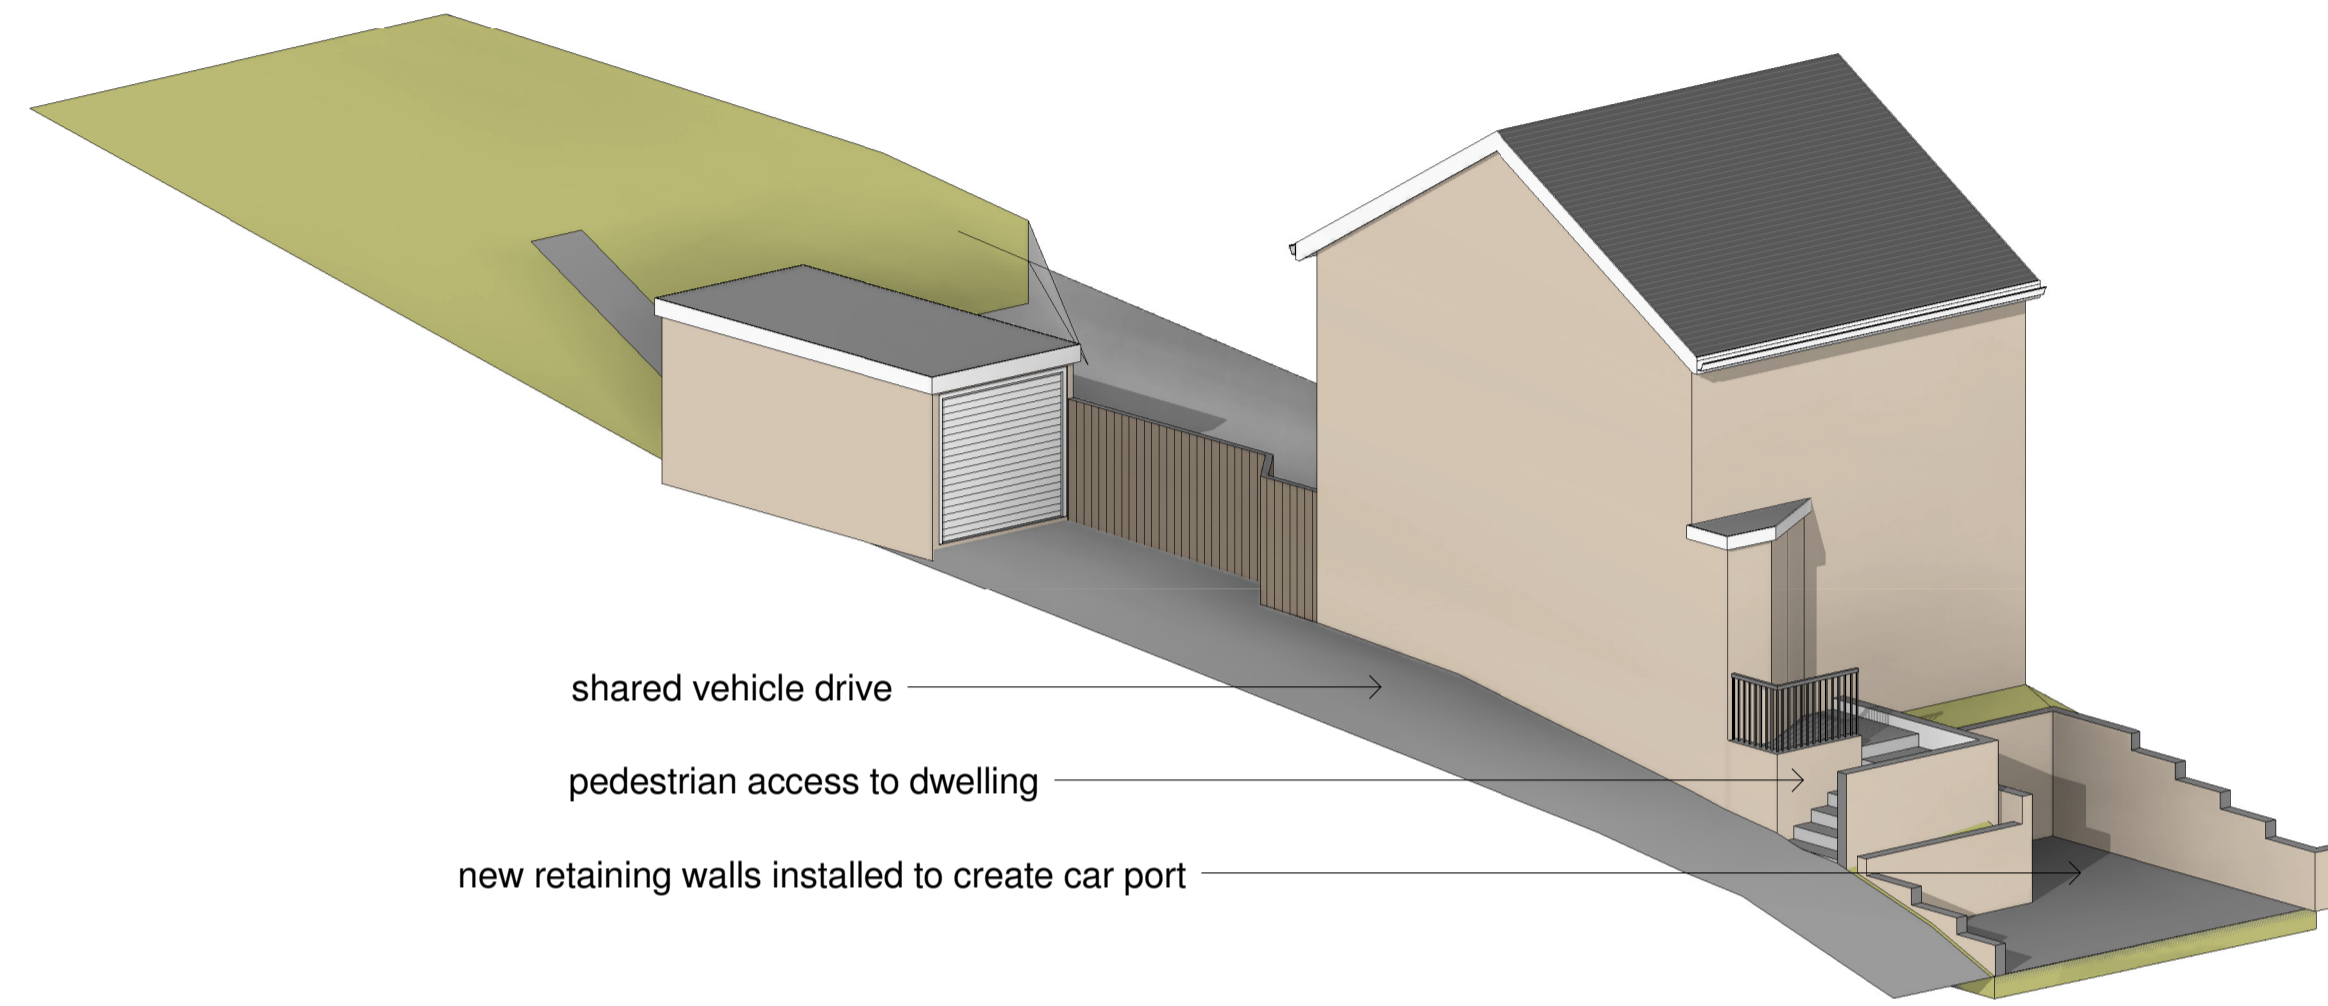 shared vehicle drive
pedestrian access to dwelling
new retaining walls installed to create car port